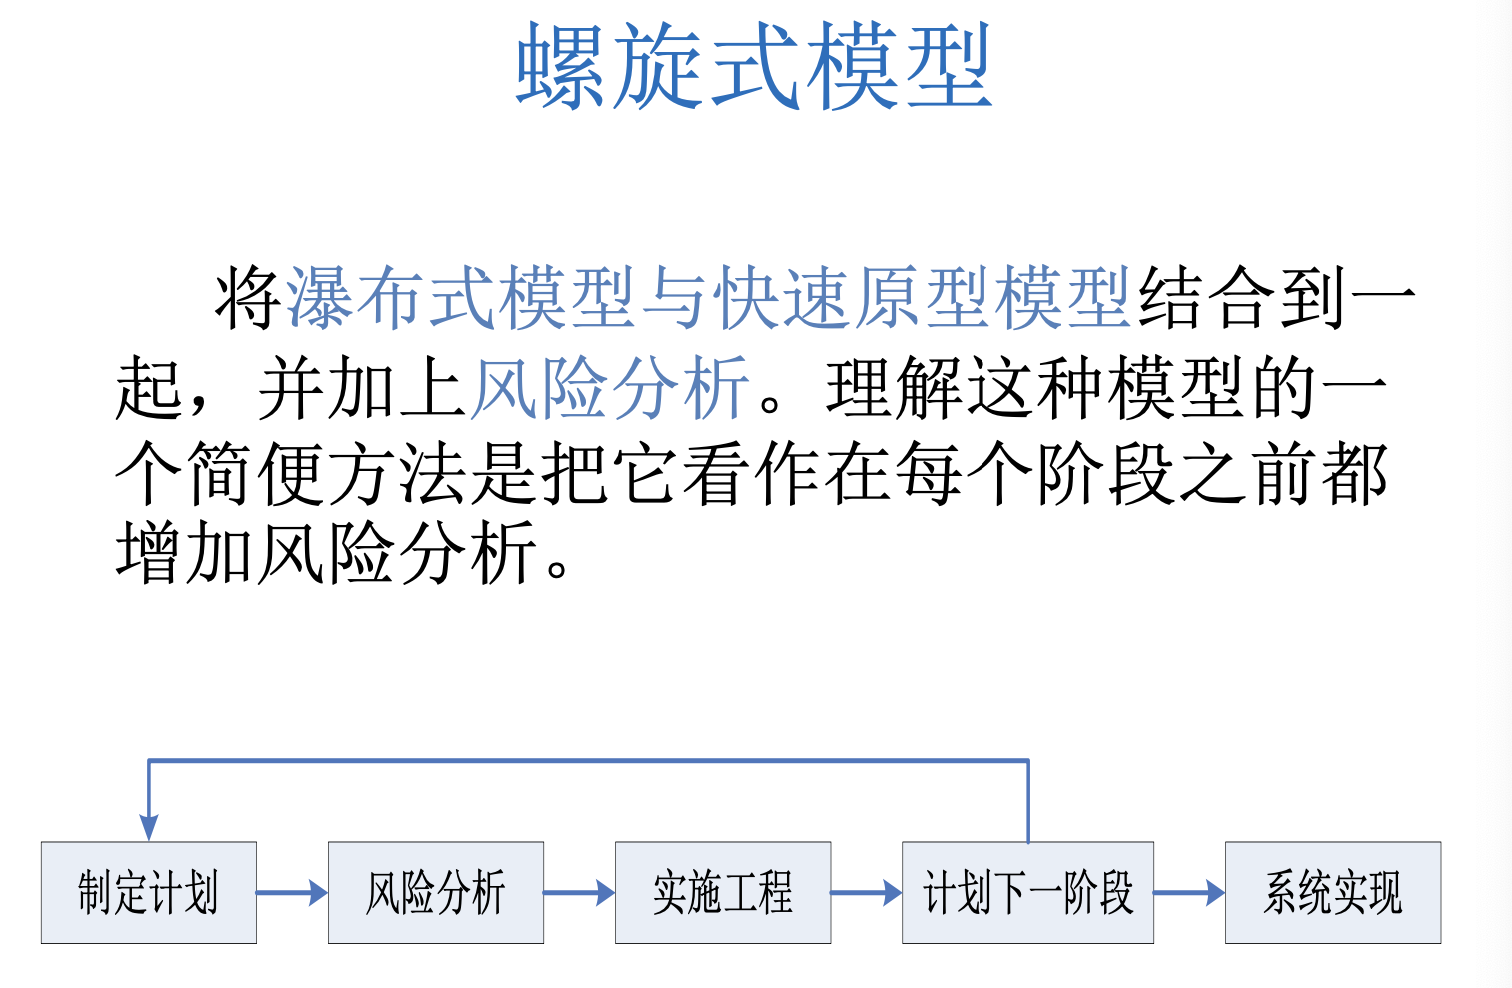 螺旋式模型
将瀑布式模型与快速原型模型结合到一
起，并加上风险分析。理解这种模型的一
个简便方法是把它看作在每个阶段之前都
增加风险分析。
制定计划
风险分析
实施工程
计划下一阶段
系统实现